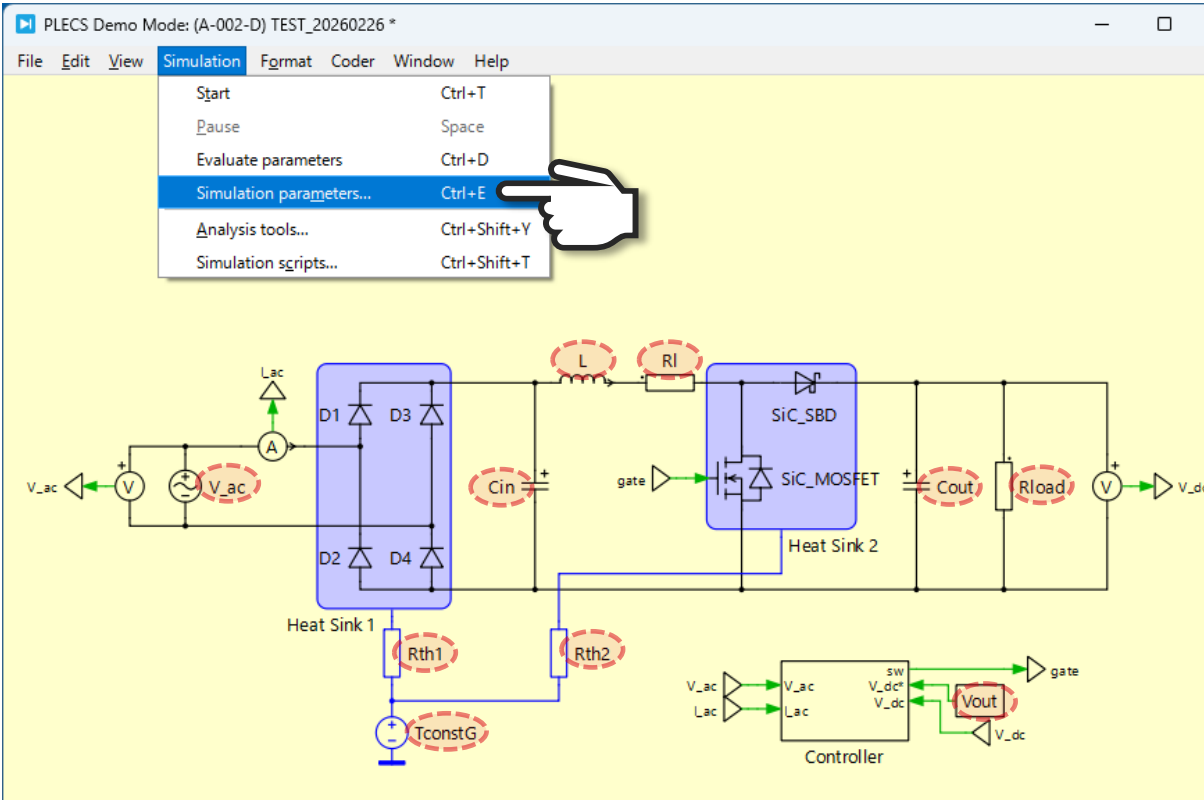 PLECS Demo Mode: (A-002-D) TEST_20260226 *
File Edit View Simulation Format Coder Window Help
Start Ctrl+T
Pause Space
Evaluate parameters Ctrl+D
Simulation parameters... Ctrl+E
Analysis tools... Ctrl+Shift+Y
Simulation scripts... Ctrl+Shift+T
L Rl
I_ac
D1 D3
SiC_SBD
A
V_ac V V_ac
Cin
gate
SiC_MOSFET
Cout Rload V V_dc
D2 D4
Heat Sink 2
Heat Sink 1
Rth1 Rth2
sw gate
V_ac V_ac V_dc*
I_ac I_ac V_dc Vout
TconstG
V_dc
Controller